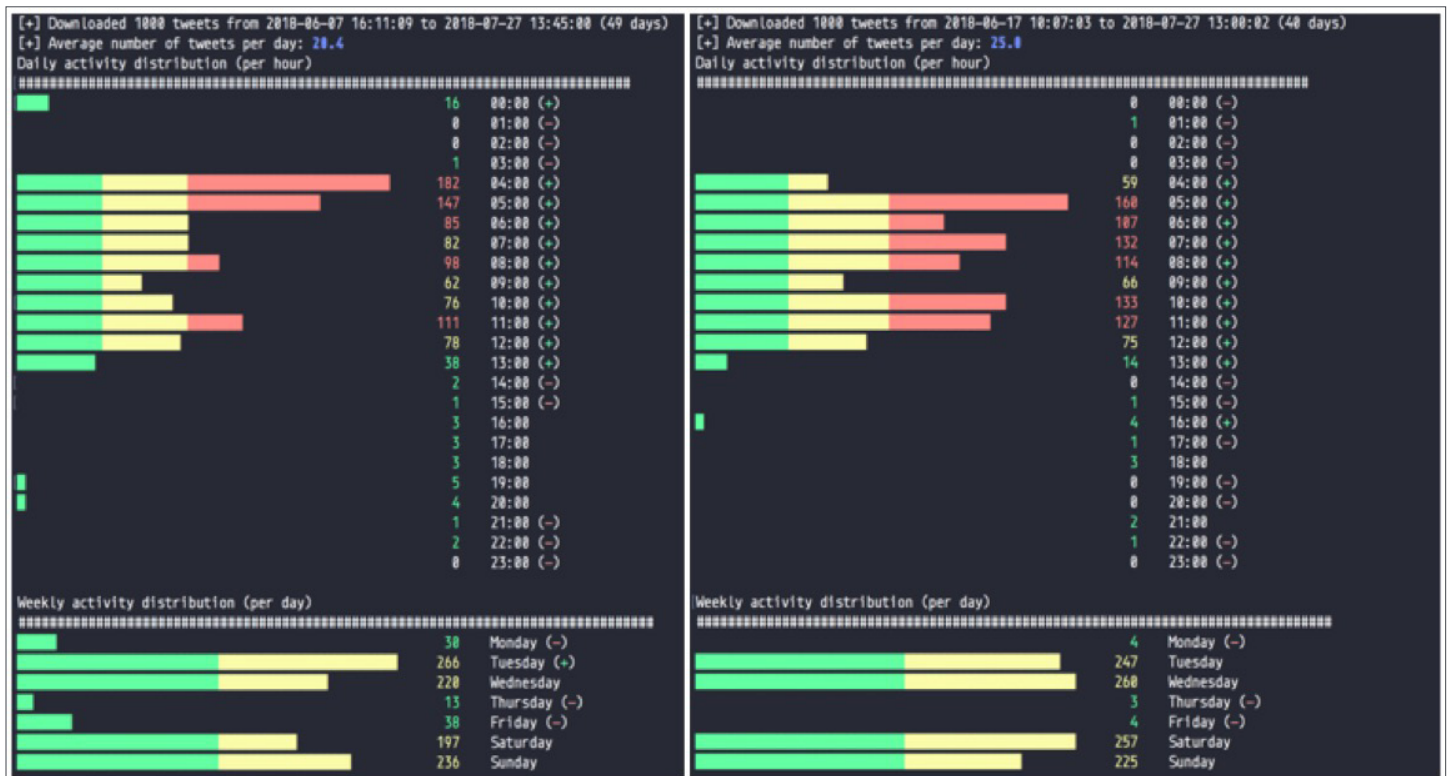 [+] Downloaded 1000 tweets from 2018-06-07 16:11:09 to 2018-07-27 13:45:00 (49 days)
[+] Average number of tweets per day: 20.4
Daily activity distribution (per hour)
###############################################################################
16 00:00 (+)
0 01:00 (-)
0 02:00 (-)
1 03:00 (-)
182 04:00 (+)
147 05:00 (+)
85 06:00 (+)
82 07:00 (+)
98 08:00 (+)
62 09:00 (+)
76 10:00 (+)
111 11:00 (+)
78 12:00 (+)
38 13:00 (+)
2 14:00 (-)
1 15:00 (-)
3 16:00
3 17:00
3 18:00
5 19:00
4 20:00
1 21:00 (-)
2 22:00 (-)
0 23:00 (-)
Weekly activity distribution (per day)
##################################################################################
30 Monday (-)
266 Tuesday (+)
220 Wednesday
13 Thursday (-)
38 Friday (-)
197 Saturday
236 Sunday
[+] Downloaded 1000 tweets from 2018-06-17 10:07:03 to 2018-07-27 13:00:02 (40 days)
[+] Average number of tweets per day: 25.0
Daily activity distribution (per hour)
###############################################################################
0 00:00 (-)
1 01:00 (-)
0 02:00 (-)
0 03:00 (-)
59 04:00 (+)
160 05:00 (+)
107 06:00 (+)
132 07:00 (+)
114 08:00 (+)
66 09:00 (+)
133 10:00 (+)
127 11:00 (+)
75 12:00 (+)
14 13:00 (+)
0 14:00 (-)
1 15:00 (-)
4 16:00 (+)
1 17:00 (-)
3 18:00
0 19:00 (-)
0 20:00 (-)
2 21:00
1 22:00 (-)
0 23:00 (-)
Weekly activity distribution (per day)
##################################################################################
4 Monday (-)
247 Tuesday
260 Wednesday
3 Thursday (-)
4 Friday (-)
257 Saturday
225 Sunday